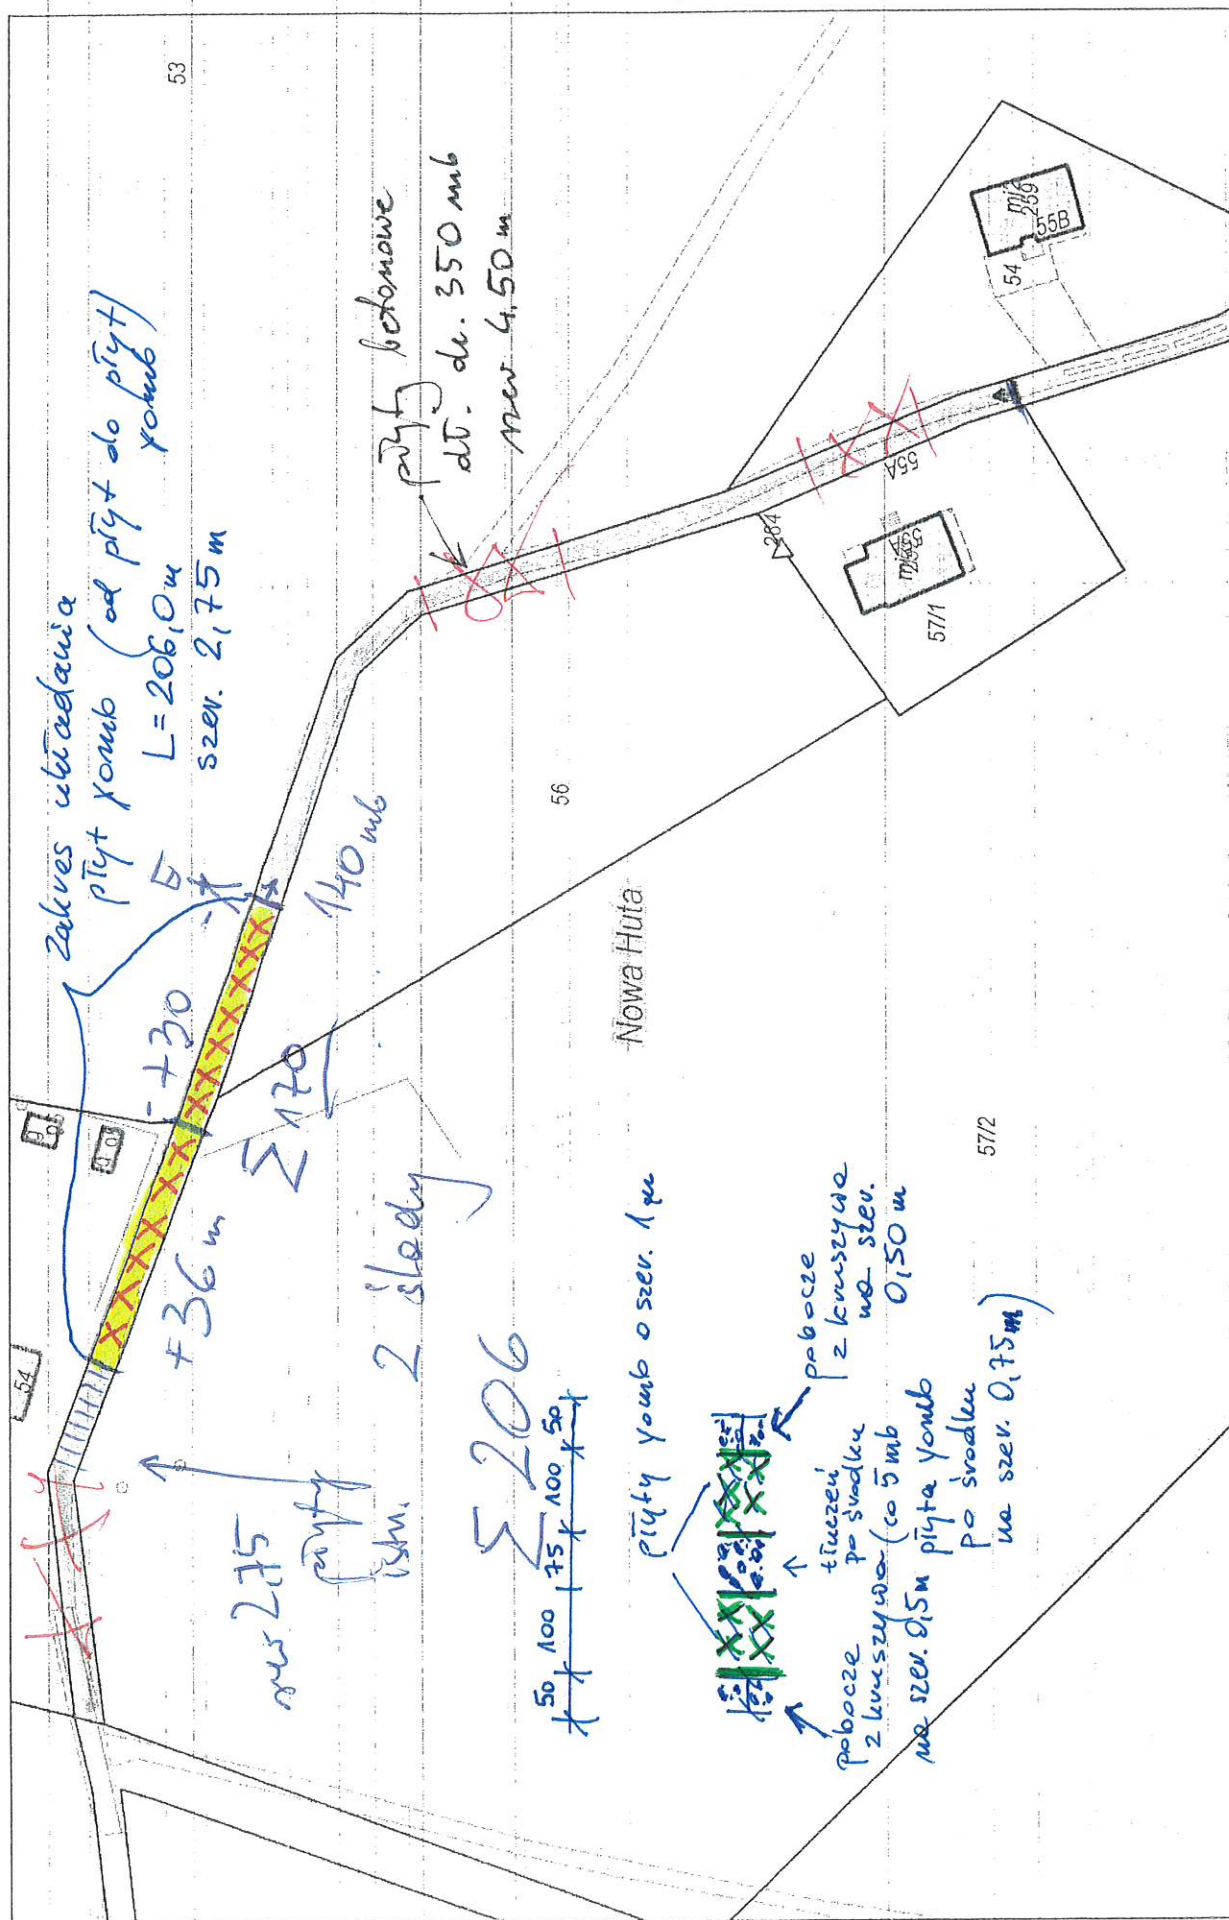 Zakres układania
płyt yomb (od płyt do płyt)
yomb
L = 206,0 m
szer. 2,75 m
płyty betonowe
dł. 350 mb
4.50 m
53
- +30
140 mb
Σ 170
+36 m
2 ślady
Σ 206
szer 2,75
płyty
istn.
54
56
Nowa Huta
57/2
57/1
55A
284
54
259
55B
50 100 75 100 50
płyty yomb o szer. 1 m
pobocze
z kruszywa
na szer.
0,50 m
tłuczeń
po środku
(co 5 mb
płyta yomb
po środku
na szer. 0,75 m)
pobocze
z kruszywa
na szer. 0,5 m